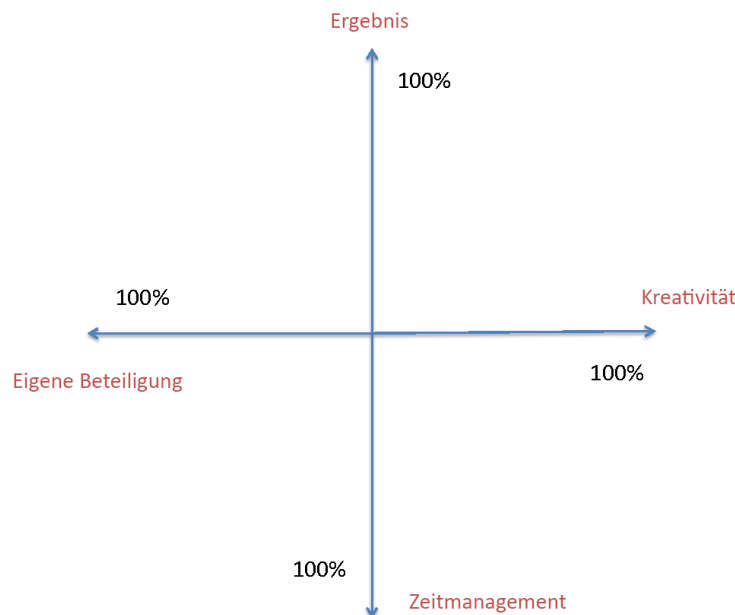 Ergebnis
100%
100%
Kreativität
Eigene Beteiligung
100%
100%
Zeitmanagement